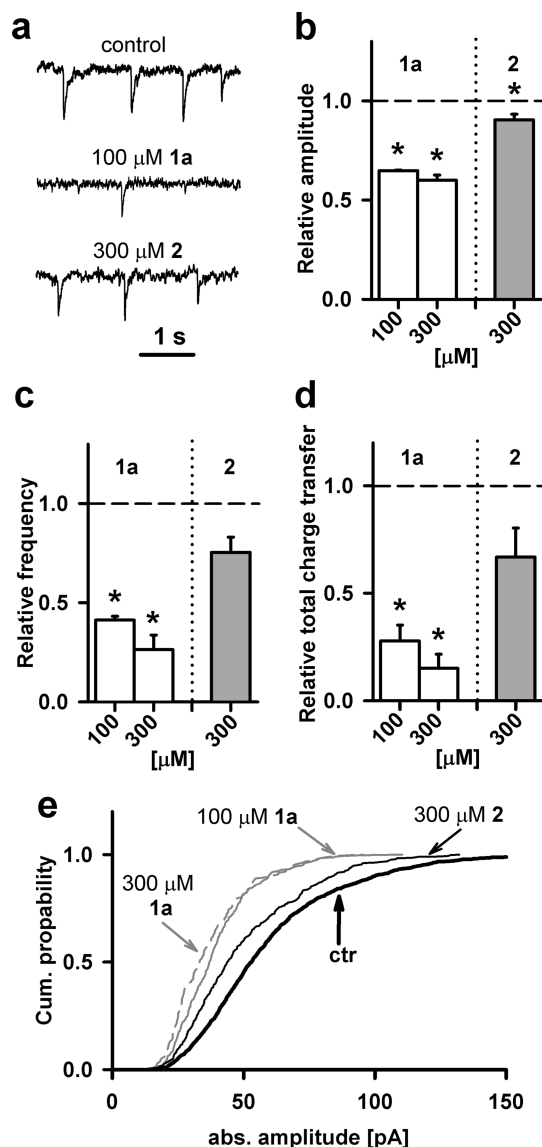 a
control
100 μM 1a
300 μM 2
1 s
b
Relative amplitude
1a
2
1.0
0.5
0.0
*
*
*
100
300
300
[μM]
c
Relative frequency
1a
2
1.0
0.5
0.0
*
*
100
300
300
[μM]
d
Relative total charge transfer
1a
2
1.0
0.5
0.0
*
*
100
300
300
[μM]
e
Cum. propability
1.0
0.5
0.0
100 μM 1a
300 μM 2
300 μM
1a
ctr
0
50
100
150
abs. amplitude [pA]